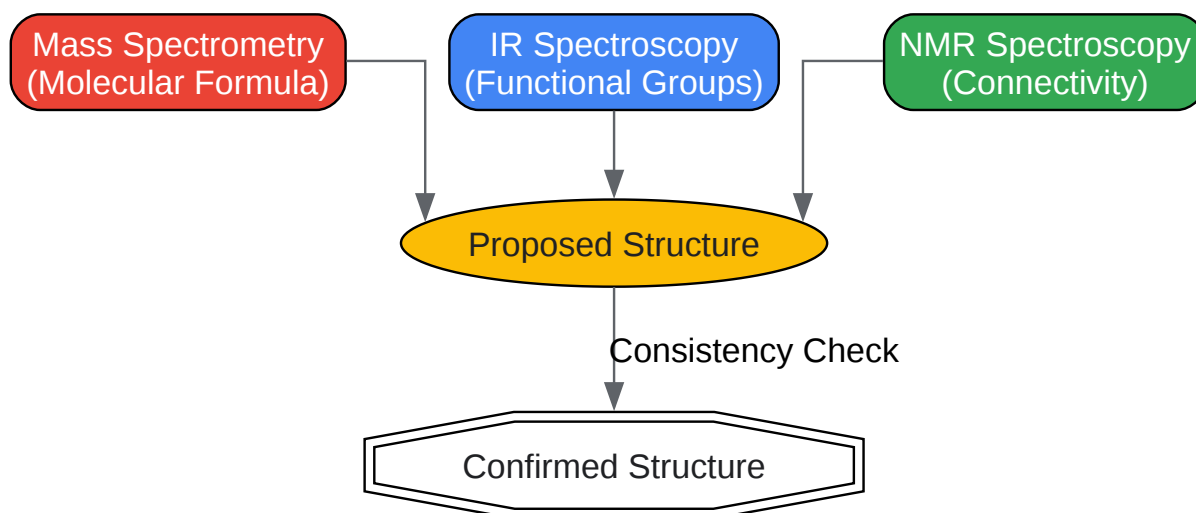 Mass Spectrometry
(Molecular Formula)
IR Spectroscopy
(Functional Groups)
NMR Spectroscopy
(Connectivity)
Proposed Structure
Consistency Check
Confirmed Structure